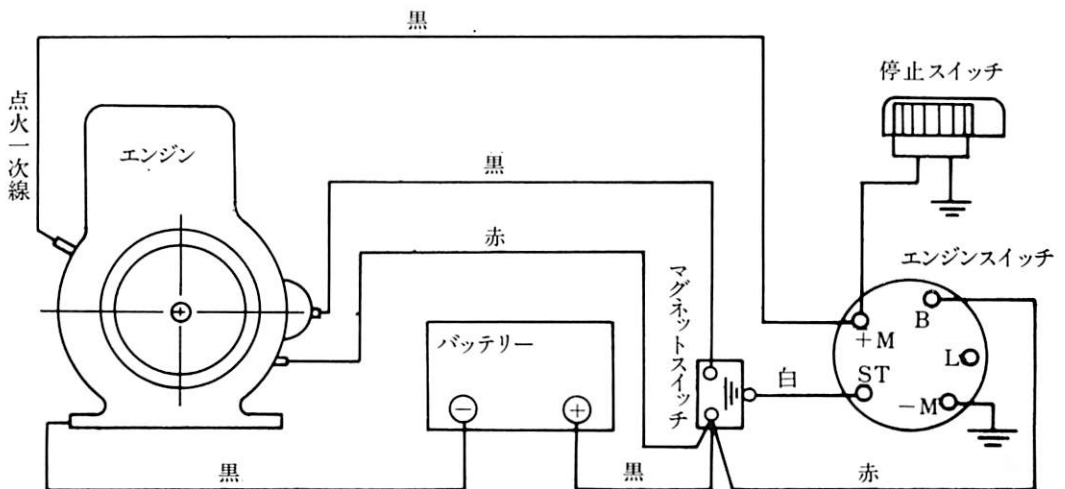 黒
停止スイッチ
点火一次線
エンジン
黒
赤
エンジンスイッチ
マグネットスイッチ
B
+M
バッテリー
L
ST
白
-M
− +
黒
黒
赤